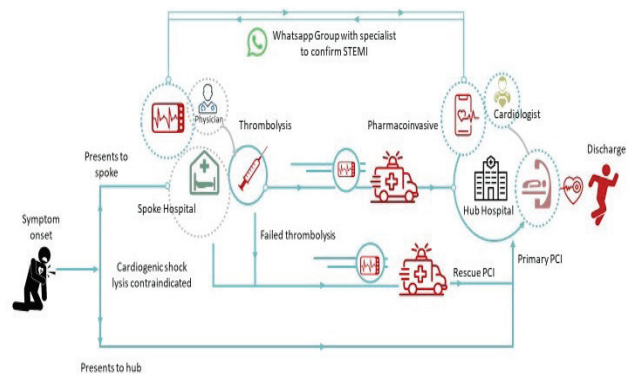 Whatsapp Group with specialist
to confirm STEMI
Physician
Cardiologist
Thrombolysis
Pharmacoinvasive
Discharge
Presents to
spoke
Spoke Hospital
Hub Hospital
Symptom
onset
Failed thrombolysis
Cardiogenic shock
lysis contraindicated
Rescue PCI
Primary PCI
Presents to hub